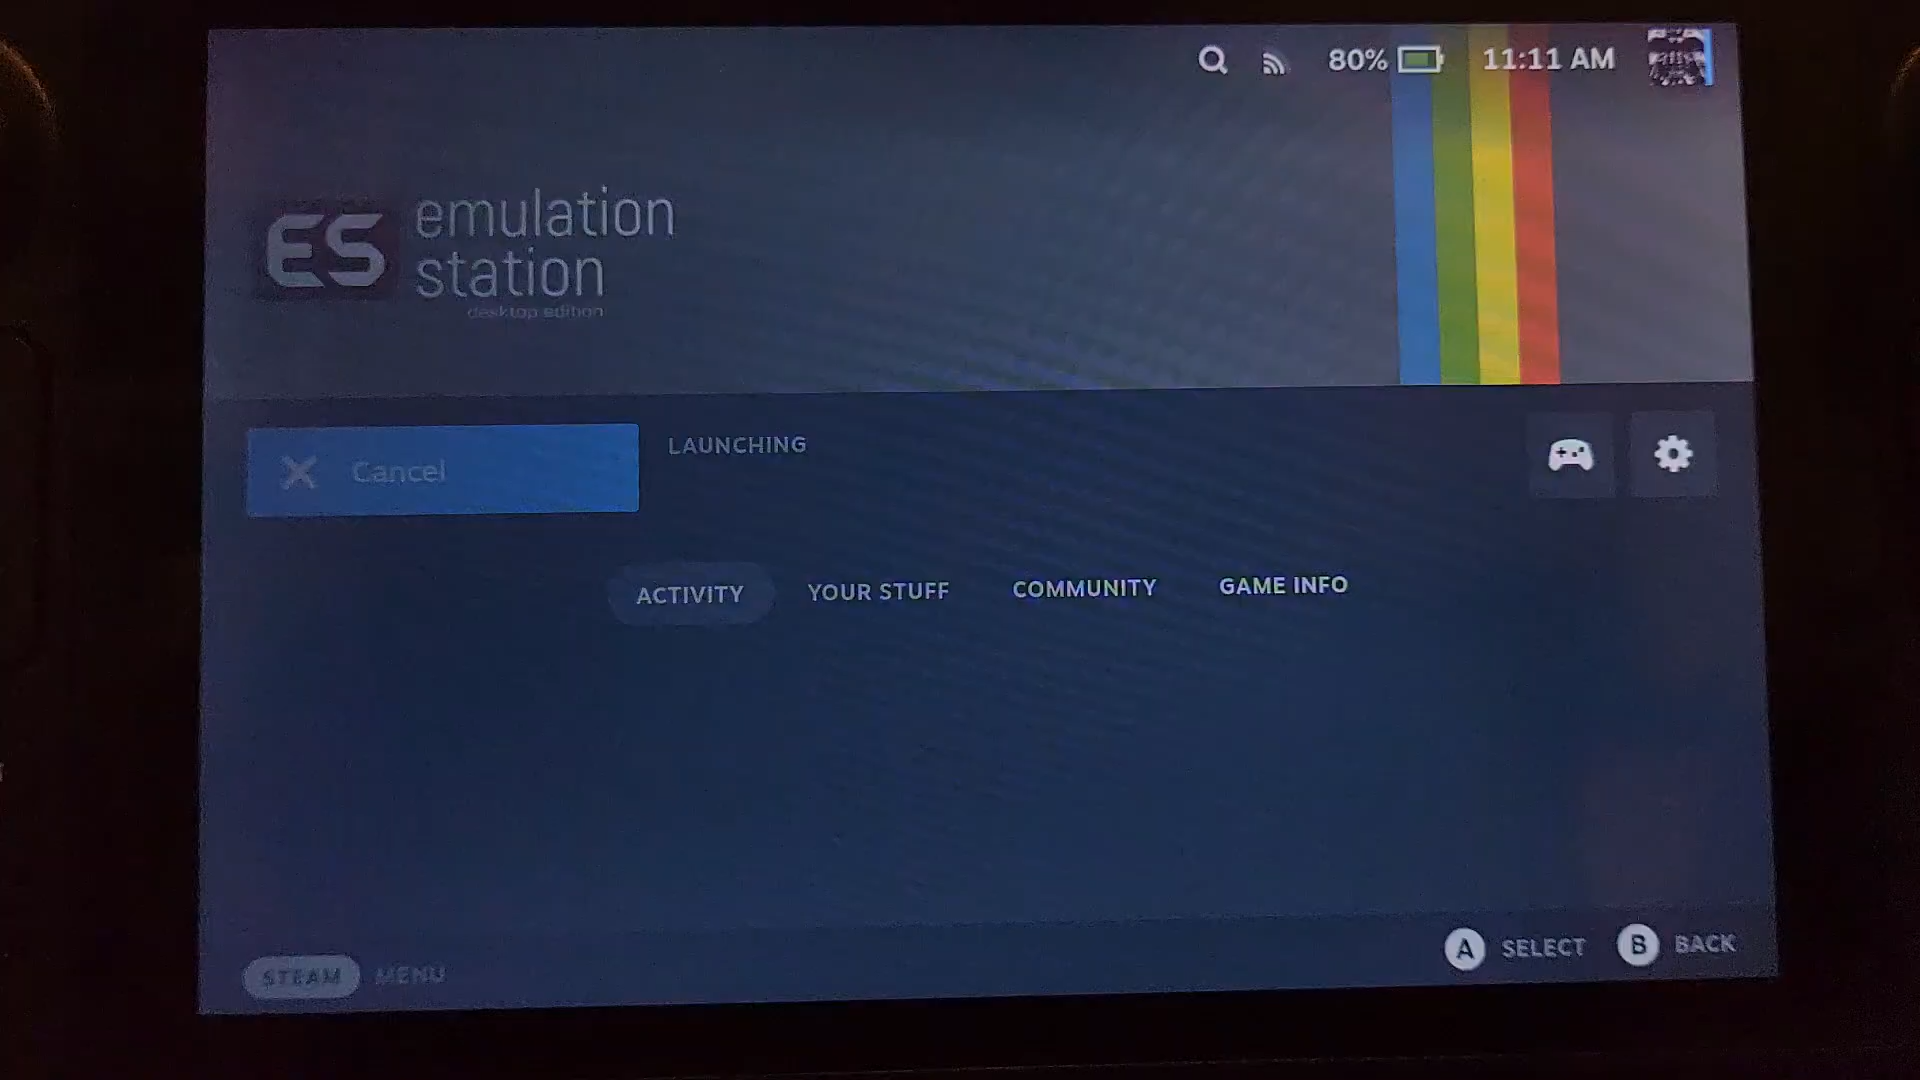 80% 11:11 AM
ES emulation
station
desktop edition
Cancel
LAUNCHING
ACTIVITY YOUR STUFF COMMUNITY GAME INFO
STEAM MENU
A SELECT B BACK